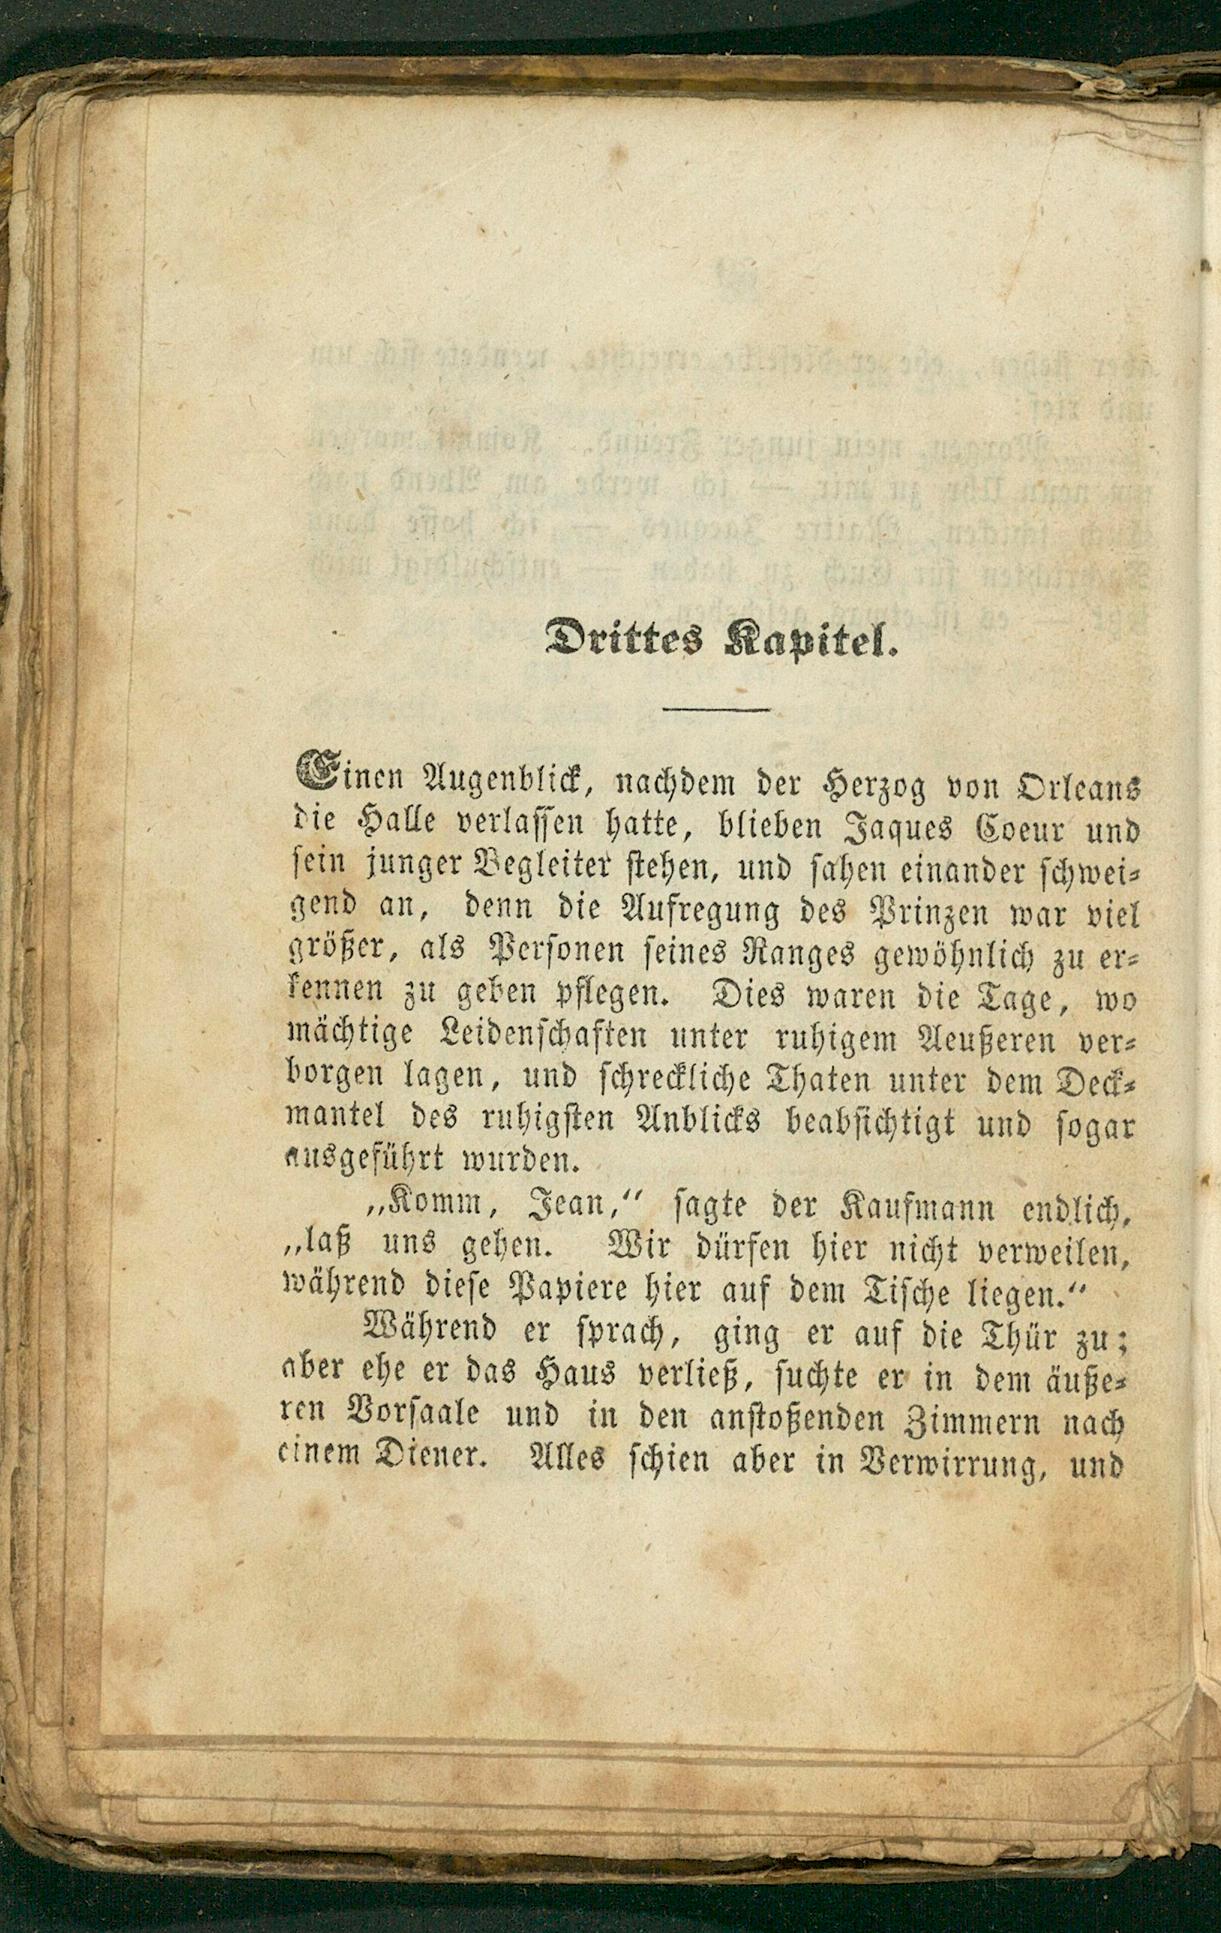 Drittes Kapitel.
Einen Augenblick, nachdem der Herzog von Orleans
die Halle verlassen hatte, blieben Jaques Coeur und
sein junger Begleiter stehen, und sahen einander schwei-
gend an, denn die Aufregung des Prinzen war viel
größer, als Personen seines Ranges gewöhnlich zu er-
kennen zu geben pflegen. Dies waren die Tage, wo
mächtige Leidenschaften unter ruhigem Aeußeren ver-
borgen lagen, und schreckliche Thaten unter dem Deck-
mantel des ruhigsten Anblicks beabsichtigt und sogar
ausgeführt wurden.
„Komm, Jean,“ sagte der Kaufmann endlich,
„laß uns gehen. Wir dürfen hier nicht verweilen,
während diese Papiere hier auf dem Tische liegen.“
Während er sprach, ging er auf die Thür zu;
aber ehe er das Haus verließ, suchte er in dem äuße-
ren Vorsaale und in den anstoßenden Zimmern nach
einem Diener. Alles schien aber in Verwirrung, und